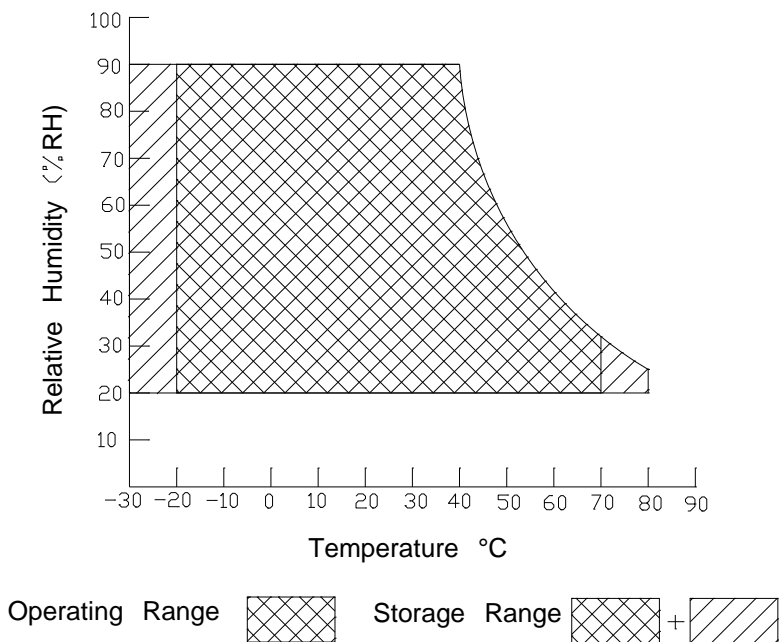 100
90
80
70
60
50
40
30
20
10
Relative Humidity (%RH)
-30 -20 -10 0 10 20 30 40 50 60 70 80 90
Temperature °C
Operating Range Storage Range +